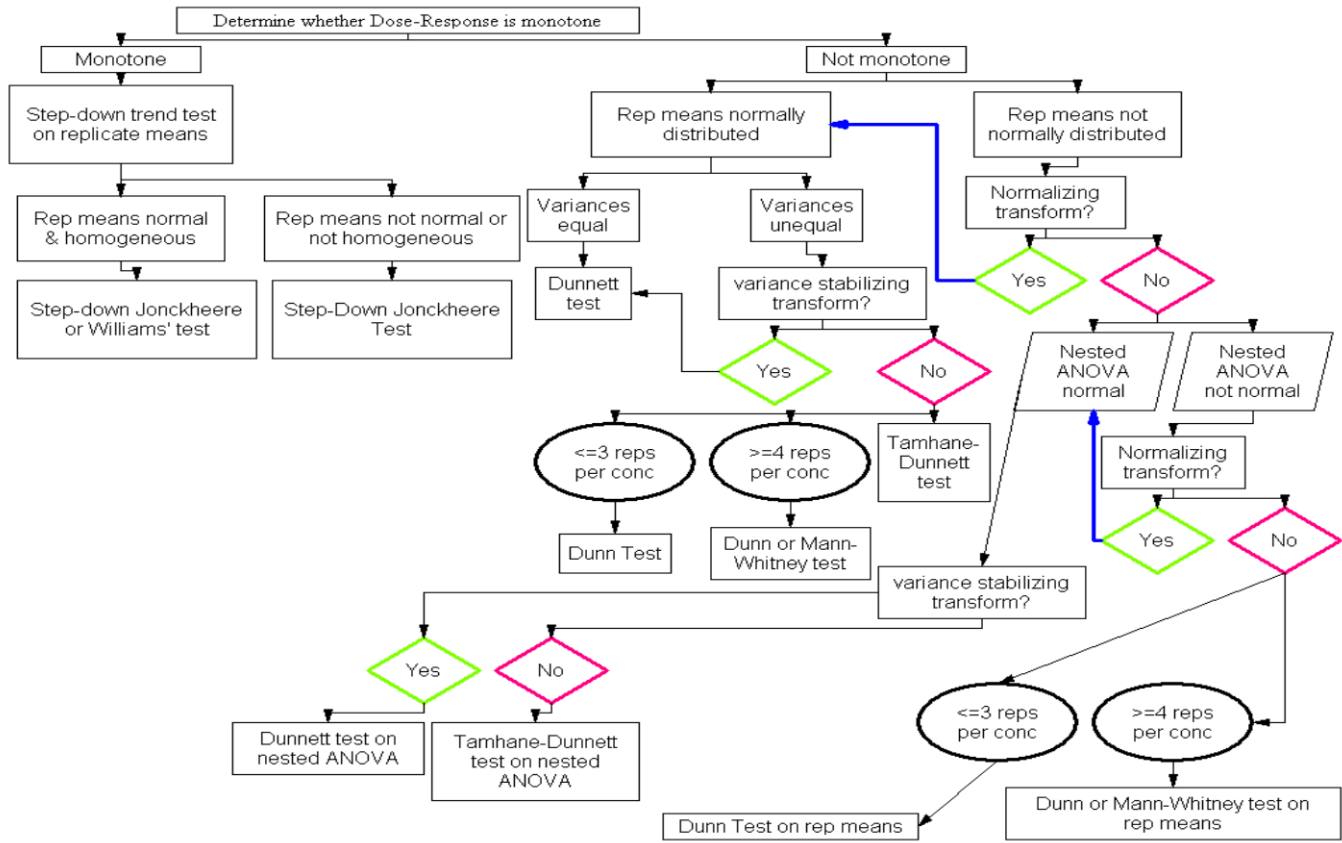 Determine whether Dose-Response is monotone
Monotone
Not monotone
Step-down trend test
on replicate means
Rep means normally
distributed
Rep means not
normally distributed
Rep means normal
& homogeneous
Rep means not normal or
not homogeneous
Variances
equal
Variances
unequal
Normalizing
transform?
Step-down Jonckheere
or Williams' test
Step-Down Jonckheere
Test
Dunnett
test
variance stabilizing
transform?
Yes
No
Yes
No
Nested
ANOVA
normal
Nested
ANOVA
not normal
<=3 reps
per conc
>=4 reps
per conc
Tamhane-
Dunnett
test
Normalizing
transform?
Dunn Test
Dunn or Mann-
Whitney test
Yes
No
variance stabilizing
transform?
Yes
No
Dunnett test on
nested ANOVA
Tamhane-Dunnett
test on nested
ANOVA
<=3 reps
per conc
>=4 reps
per conc
Dunn Test on rep means
Dunn or Mann-Whitney test on
rep means